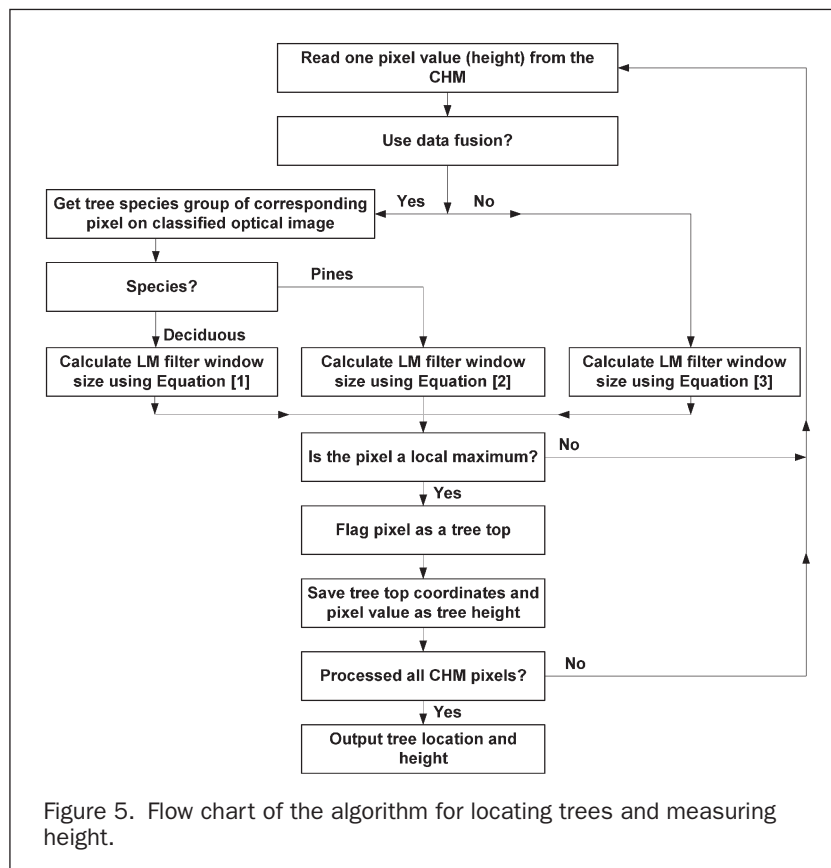 Read one pixel value (height) from the
CHM
Use data fusion?
Yes
No
Get tree species group of corresponding
pixel on classified optical image
Species?
Pines
Deciduous
Calculate LM filter window
size using Equation [1]
Calculate LM filter window
size using Equation [2]
Calculate LM filter window
size using Equation [3]
Is the pixel a local maximum?
No
Yes
Flag pixel as a tree top
Save tree top coordinates and
pixel value as tree height
Processed all CHM pixels?
No
Yes
Output tree location and
height
Figure 5. Flow chart of the algorithm for locating trees and measuring
height.